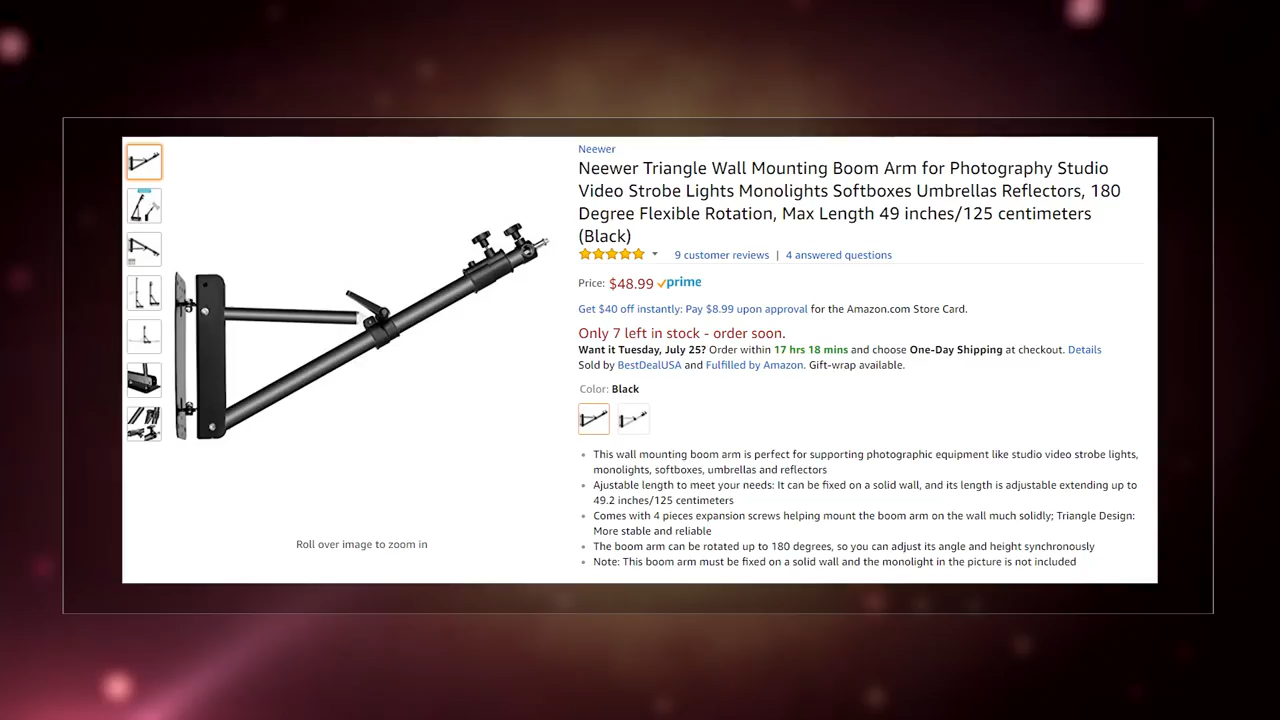 Neewer
Neewer Triangle Wall Mounting Boom Arm for Photography Studio
Video Strobe Lights Monolights Softboxes Umbrellas Reflectors, 180
Degree Flexible Rotation, Max Length 49 inches/125 centimeters
(Black)
9 customer reviews | 4 answered questions
Price: $48.99 prime
Get $40 off instantly: Pay $8.99 upon approval for the Amazon.com Store Card.
Only 7 left in stock - order soon.
Want it Tuesday, July 25? Order within 17 hrs 18 mins and choose One-Day Shipping at checkout. Details
Sold by BestDealUSA and Fulfilled by Amazon. Gift-wrap available.
Color: Black
• This wall mounting boom arm is perfect for supporting photographic equipment like studio video strobe lights,
monolights, softboxes, umbrellas and reflectors
• Ajustable length to meet your needs: It can be fixed on a solid wall, and its length is adjustable extending up to
49.2 inches/125 centimeters
• Comes with 4 pieces expansion screws helping mount the boom arm on the wall much solidly; Triangle Design:
More stable and reliable
• The boom arm can be rotated up to 180 degrees, so you can adjust its angle and height synchronously
• Note: This boom arm must be fixed on a solid wall and the monolight in the picture is not included
Roll over image to zoom in